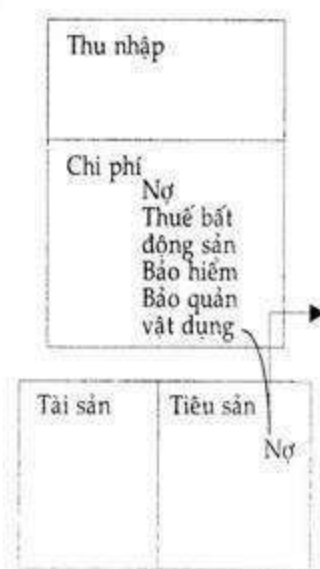 Thu nhập
Chi phí
Nợ
Thuế bất
động sản
Bảo hiểm
Bảo quản
vật dụng
Tài sản
Tiêu sản
Nợ